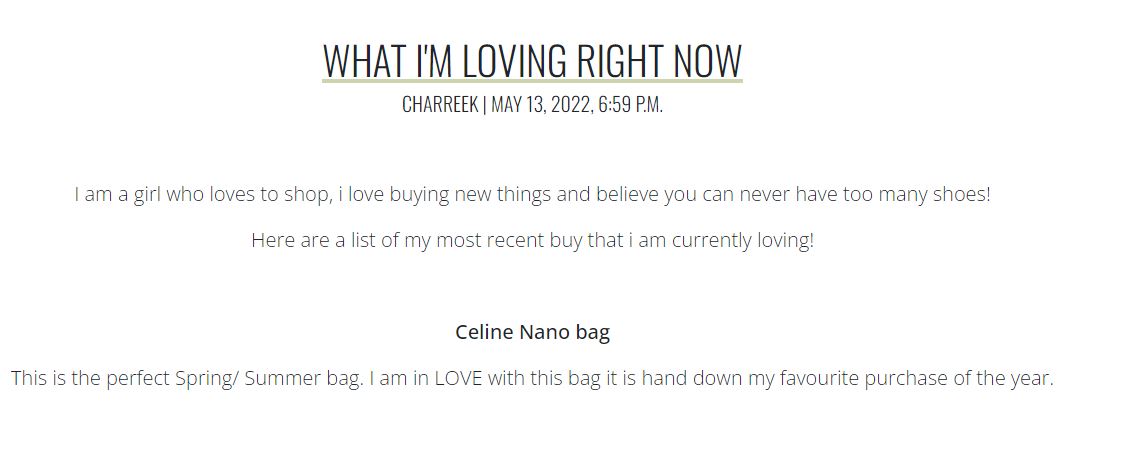 WHAT I'M LOVING RIGHT NOW
CHARREEK | MAY 13, 2022, 6:59 P.M.
I am a girl who loves to shop, i love buying new things and believe you can never have too many shoes!
Here are a list of my most recent buy that i am currently loving!
Celine Nano bag
This is the perfect Spring/ Summer bag. I am in LOVE with this bag it is hand down my favourite purchase of the year.